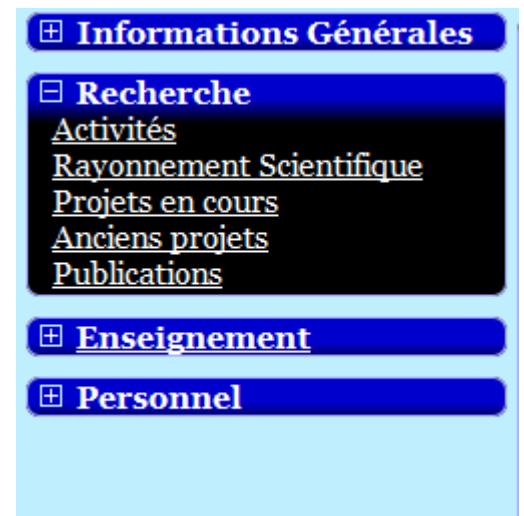 Informations Générales
Recherche
Activités
Rayonnement Scientifique
Projets en cours
Anciens projets
Publications
Enseignement
Personnel